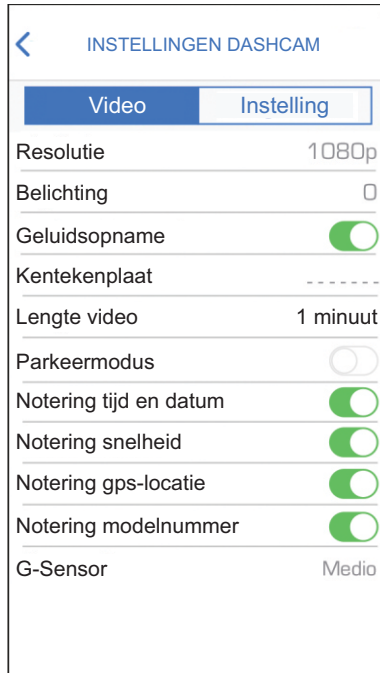 INSTELLINGEN DASHCAM
Video Instelling
Resolutie 1080p
Belichting 0
Geluidsopname
Kentekenplaat -------
Lengte video 1 minuut
Parkeermodus
Notering tijd en datum
Notering snelheid
Notering gps-locatie
Notering modelnummer
G-Sensor Medio